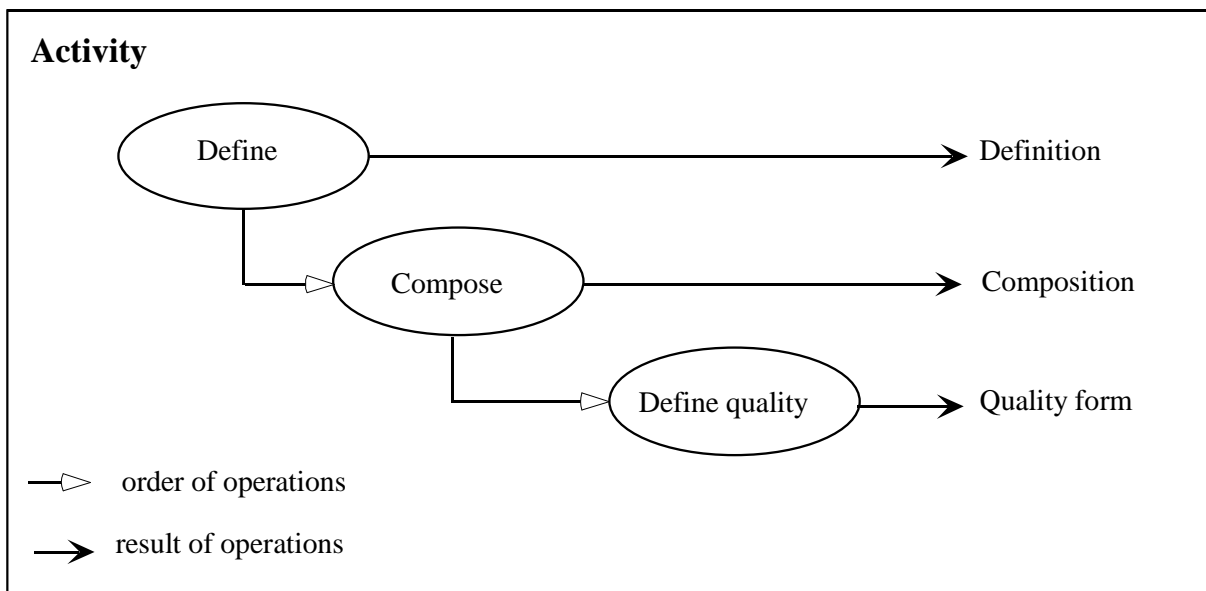 Activity
Define
Definition
Compose
Composition
Define quality
Quality form
order of operations
result of operations